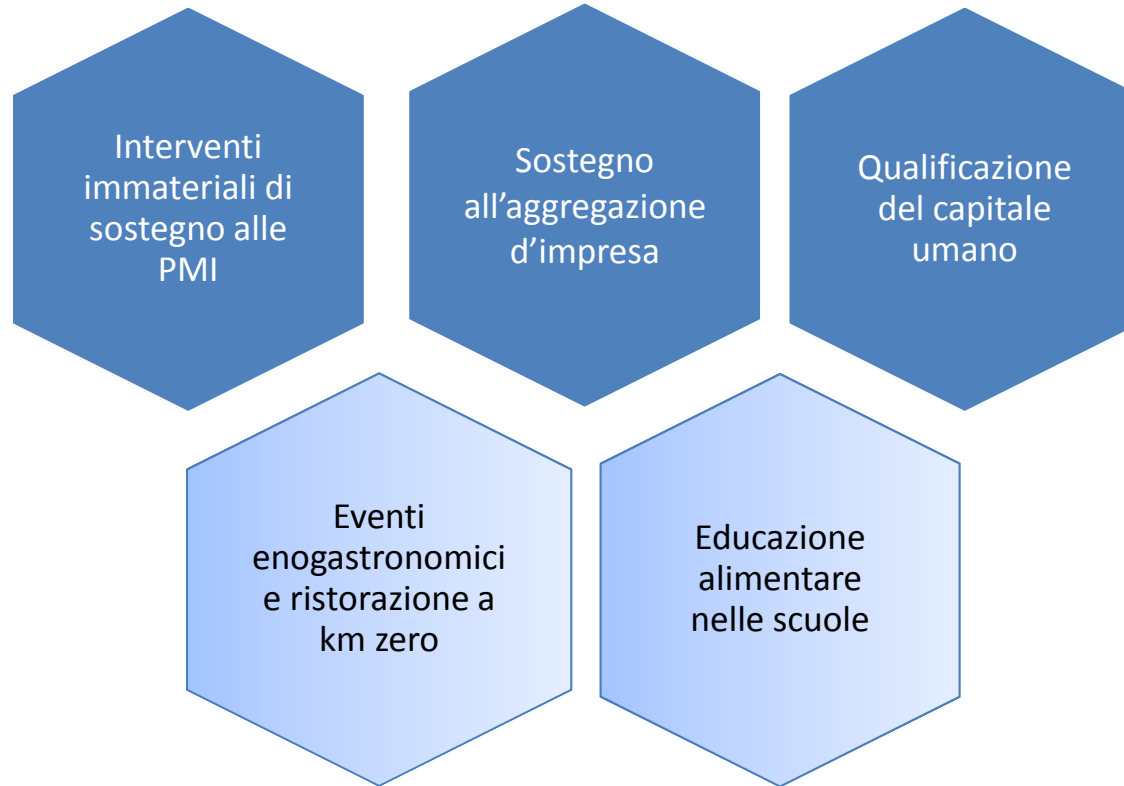 Interventi
immateriali di
sostegno alle
PMI
Sostegno
all’aggregazione
d’impresa
Qualificazione
del capitale
umano
Eventi
enogastronomici
e ristorazione a
km zero
Educazione
alimentare
nelle scuole